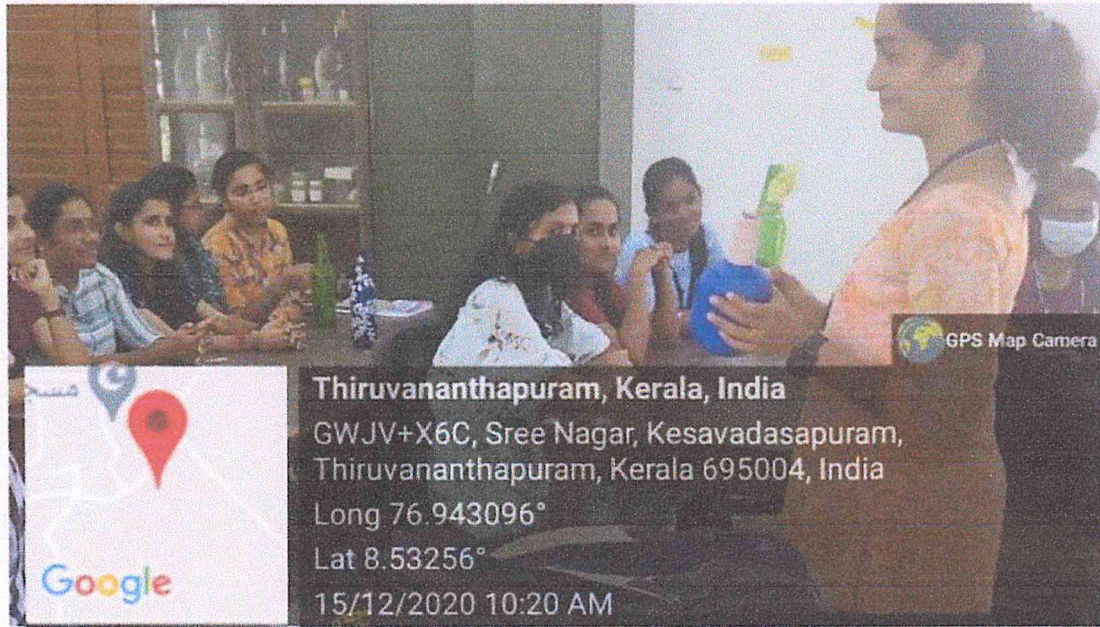 GPS Map Camera
مسجد
Google
Thiruvananthapuram, Kerala, India
GWJV+X6C, Sree Nagar, Kesavadasapuram,
Thiruvananthapuram, Kerala 695004, India
Long 76.943096°
Lat 8.53256°
15/12/2020 10:20 AM